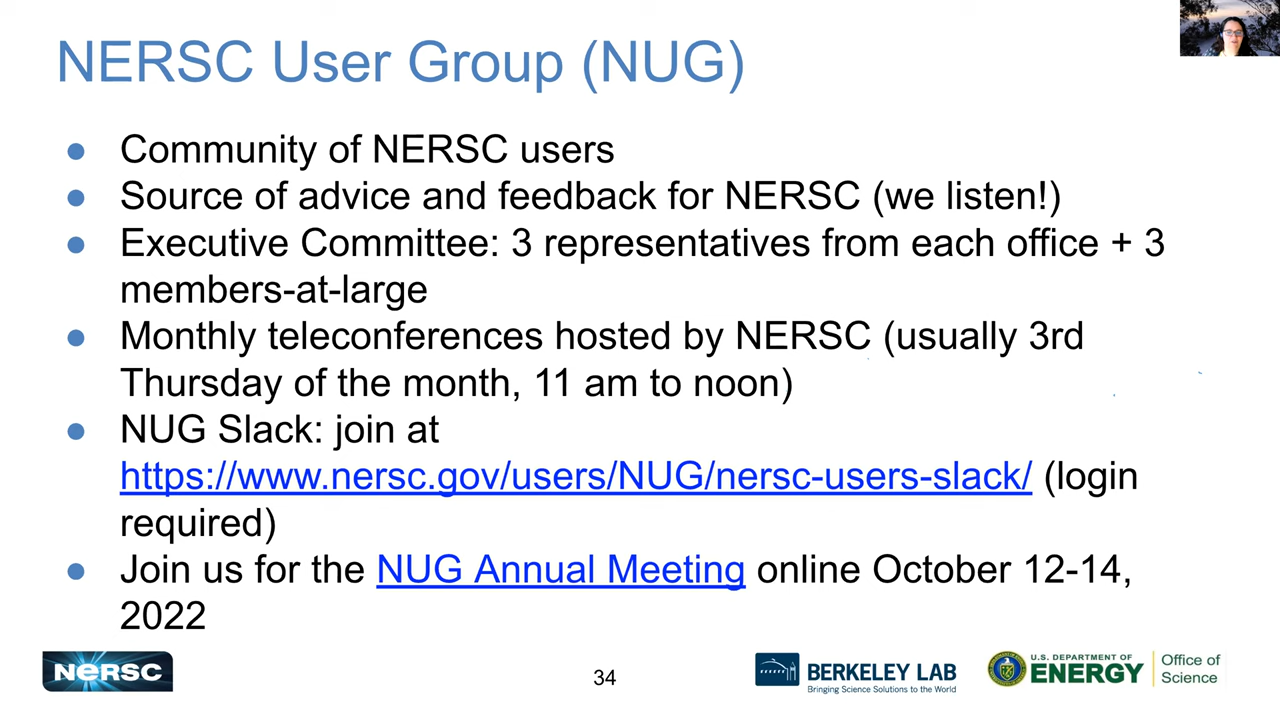 NERSC User Group (NUG)
● Community of NERSC users
● Source of advice and feedback for NERSC (we listen!)
● Executive Committee: 3 representatives from each office + 3
members-at-large
● Monthly teleconferences hosted by NERSC (usually 3rd
Thursday of the month, 11 am to noon)
● NUG Slack: join at
https://www.nersc.gov/users/NUG/nersc-users-slack/ (login
required)
● Join us for the NUG Annual Meeting online October 12-14,
2022
NERSC
34
BERKELEY LAB
Bringing Science Solutions to the World
U.S. DEPARTMENT OF
ENERGY
Office of
Science